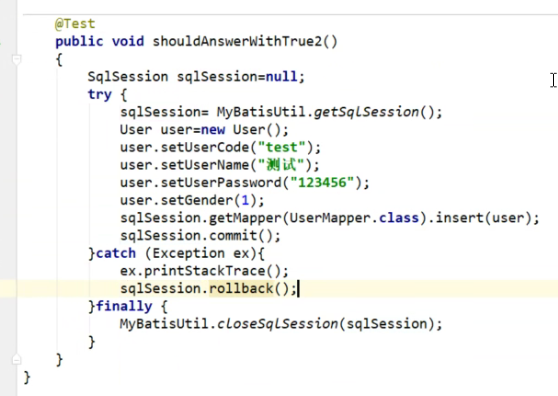 @Test
public void shouldAnswerWithTrue2()
{
SqlSession sqlSession=null;
try {
sqlSession= MyBatisUtil.getSqlSession();
User user=new User();
user.setUserCode("test");
user.setUserName("测试");
user.setUserPassword("123456");
user.setGender(1);
sqlSession.getMapper(UserMapper.class).insert(user);
sqlSession.commit();
}catch (Exception ex){
ex.printStackTrace();
sqlSession.rollback();
}finally {
MyBatisUtil.closeSqlSession(sqlSession);
}
}
}